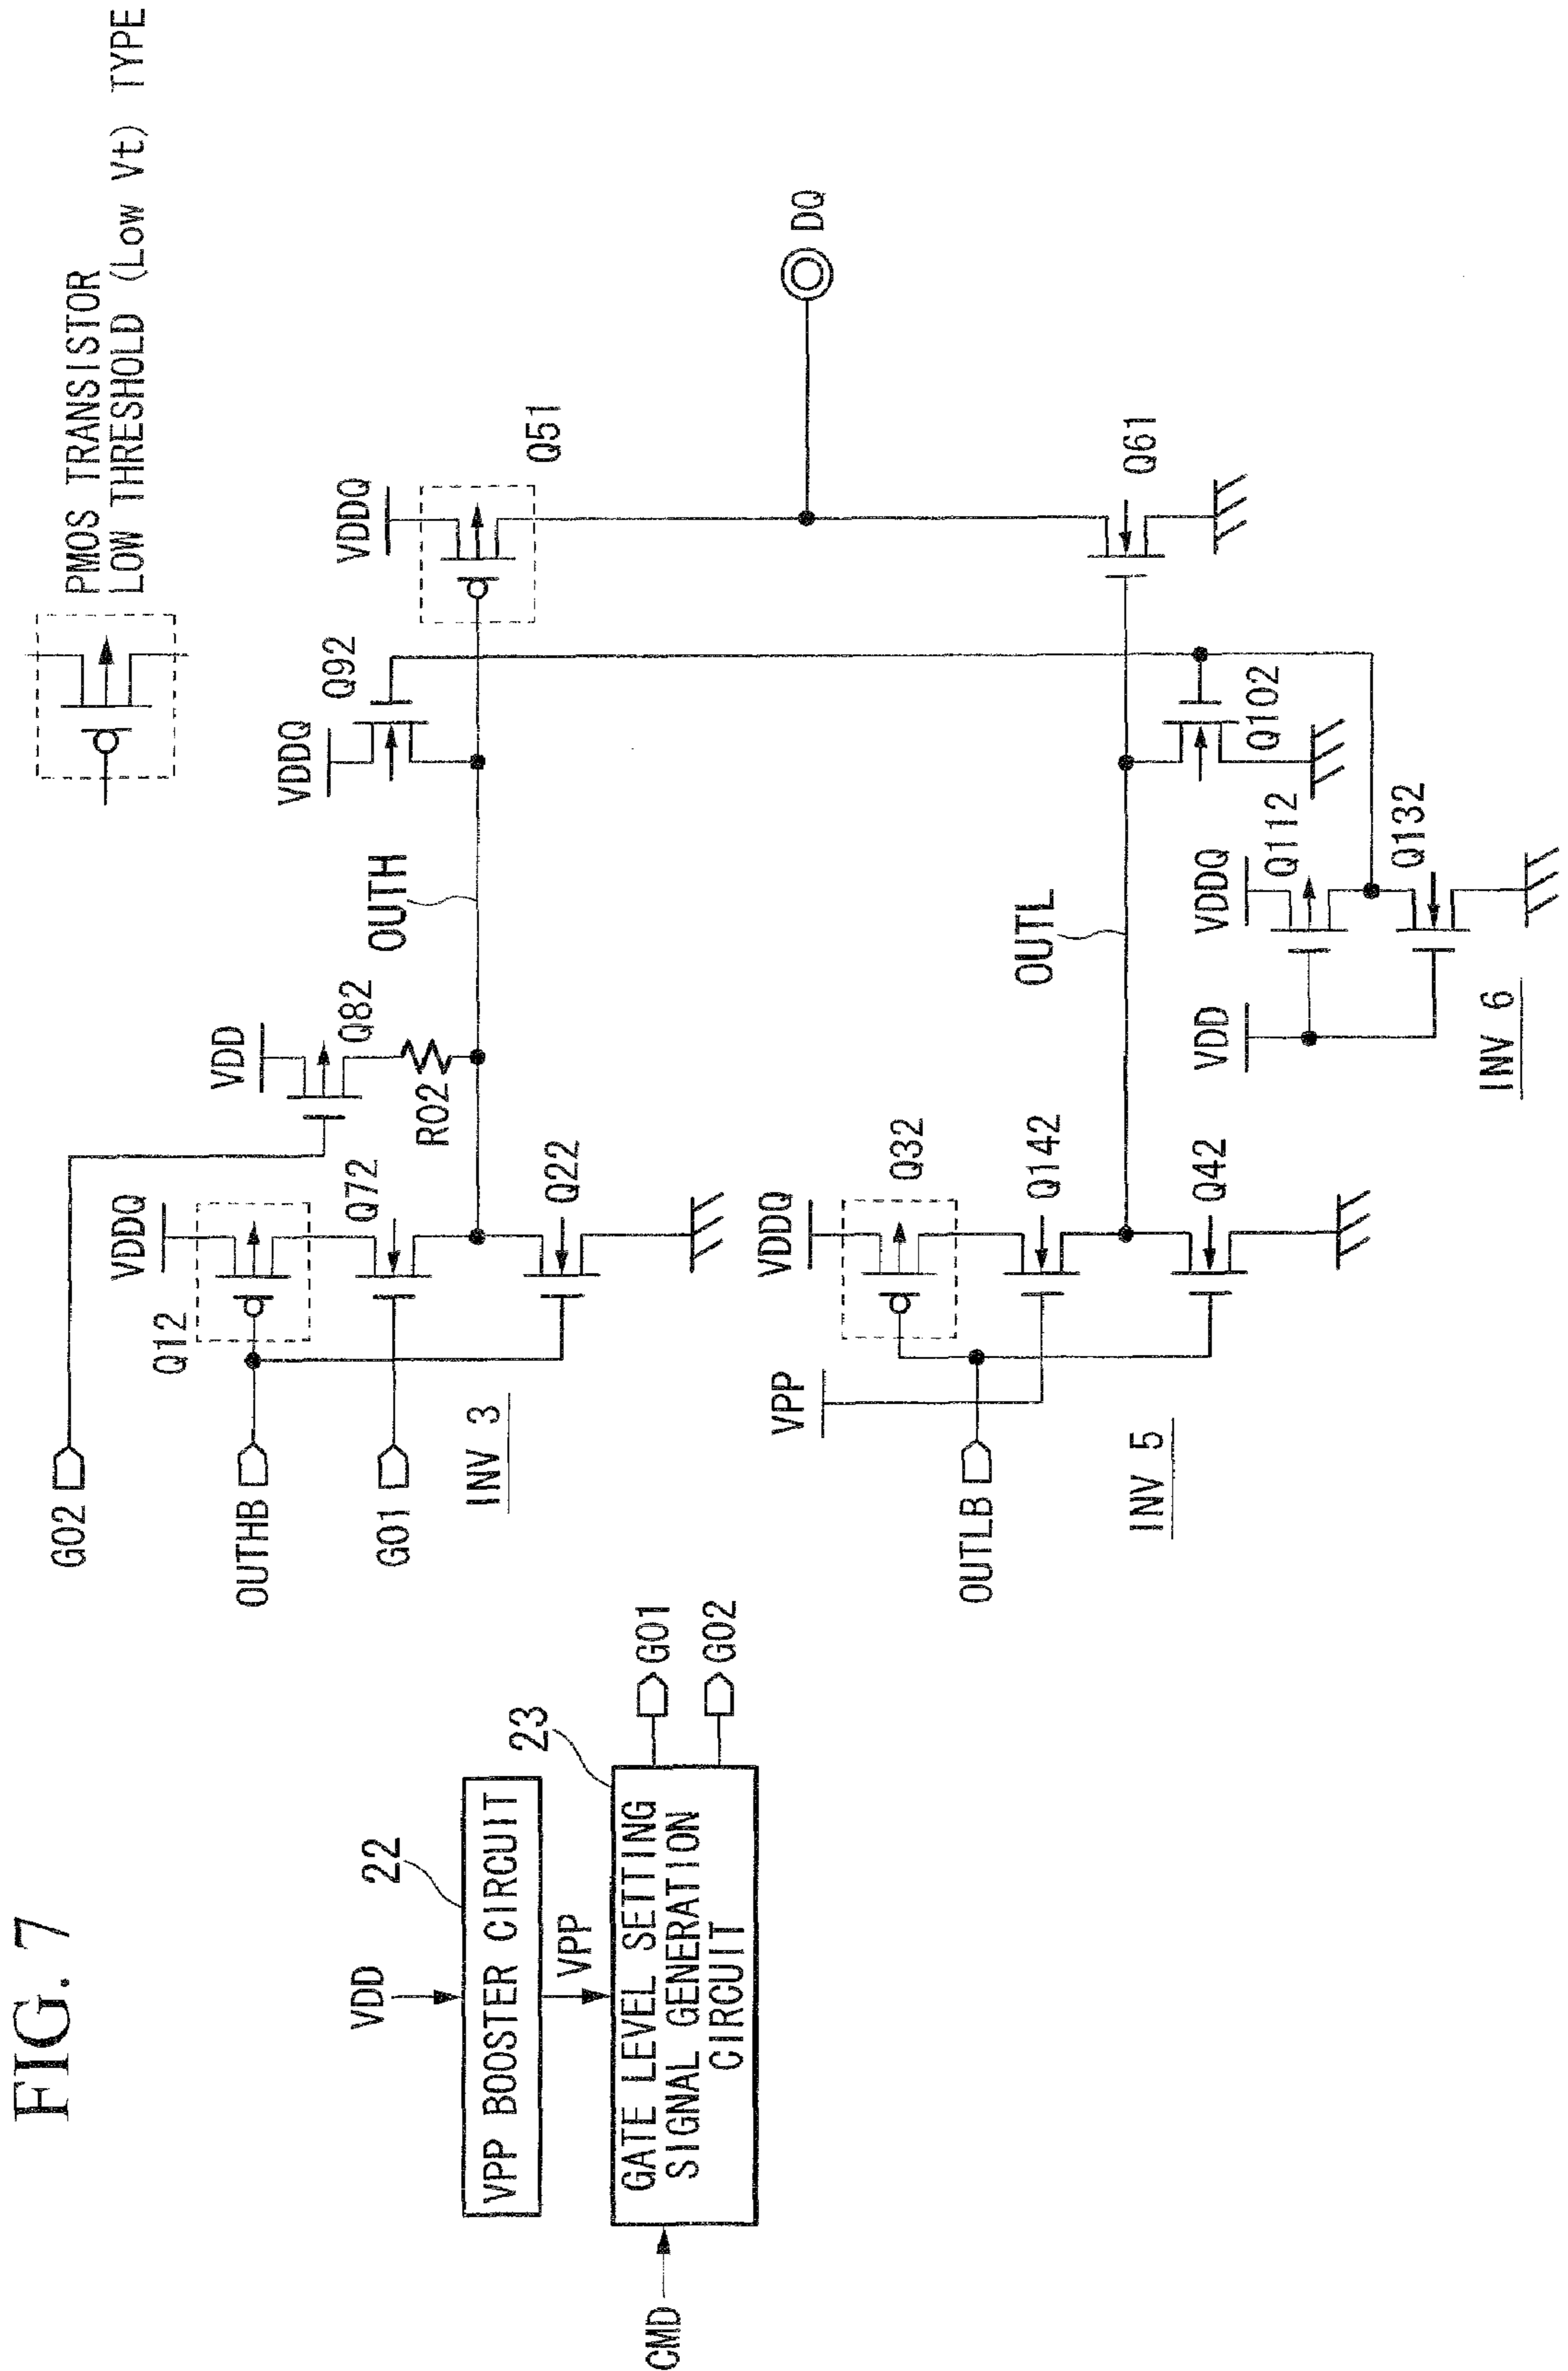 FIG. 7
PMOS TRANSISTOR
LOW THRESHOLD (Low Vt) TYPE
VDD
22
VPP BOOSTER CIRCUIT
VPP
23
CMD
GATE LEVEL SETTING
SIGNAL GENERATION
CIRCUIT
G01
G02
G02
OUTHB
G01
INV 3
VDDQ
Q12
Q72
Q22
VDD
Q82
R02
OUTH
VDDQ
Q92
VDDQ
Q51
DQ
Q61
OUTLB
VPP
INV 5
VDDQ
Q32
Q142
Q42
OUTL
Q102
VDD
VDDQ
Q112
Q132
INV 6